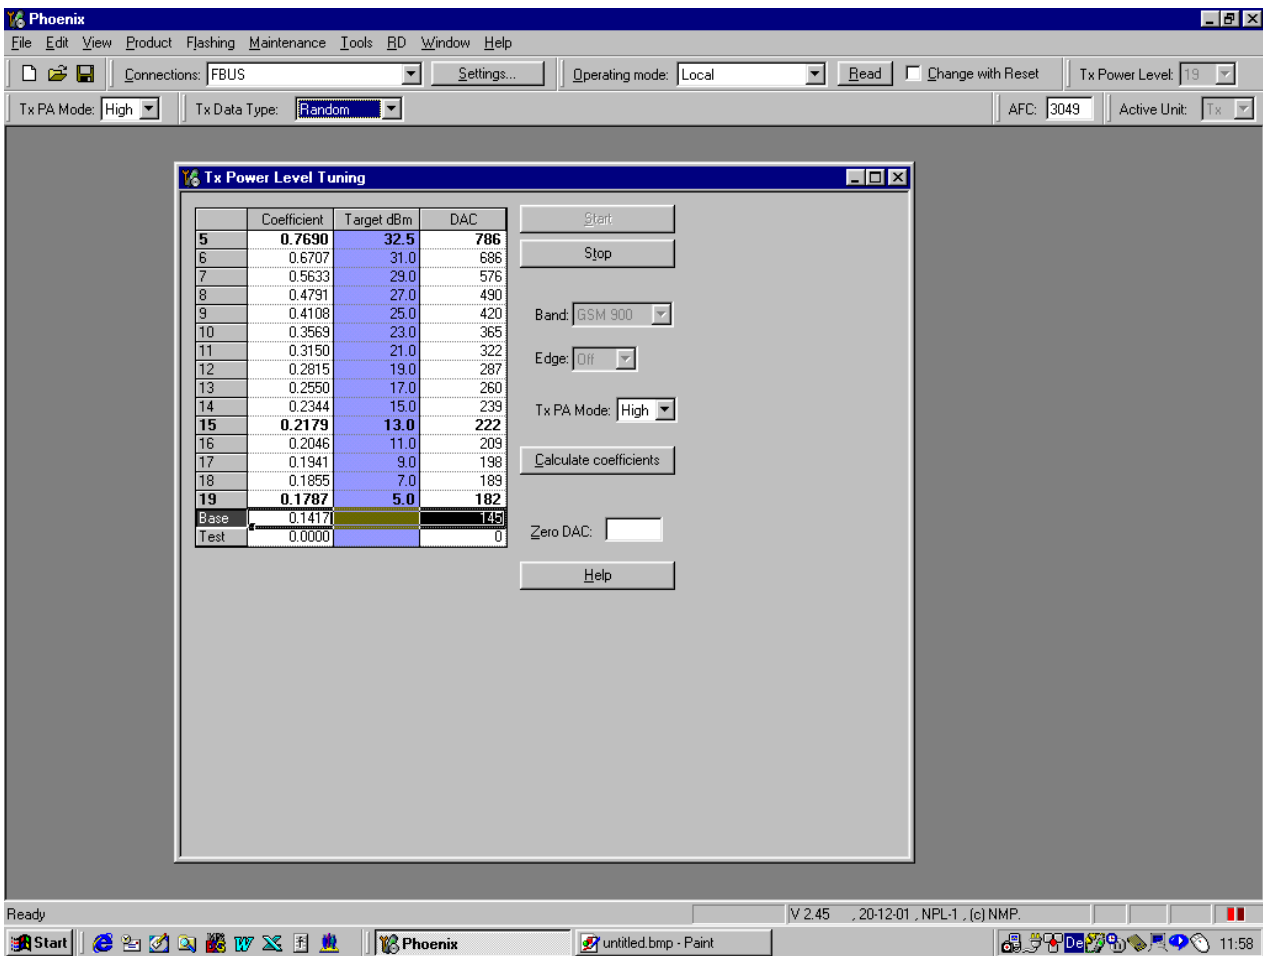 Phoenix
File Edit View Product Flashing Maintenance Tools RD Window Help
Connections: FBUS Settings... Operating mode: Local Read Change with Reset Tx Power Level: 19
Tx PA Mode: High Tx Data Type: Random AFC: 3049 Active Unit: Tx
Tx Power Level Tuning
Coefficient Target dBm DAC
5 0.7690 32.5 786
6 0.6707 31.0 686
7 0.5633 29.0 576
8 0.4791 27.0 490
9 0.4108 25.0 420
10 0.3569 23.0 365
11 0.3150 21.0 322
12 0.2815 19.0 287
13 0.2550 17.0 260
14 0.2344 15.0 239
15 0.2179 13.0 222
16 0.2046 11.0 209
17 0.1941 9.0 198
18 0.1855 7.0 189
19 0.1787 5.0 182
Base 0.1417 145
Test 0.0000 0
Start
Stop
Band: GSM 900
Edge: Off
Tx PA Mode: High
Calculate coefficients
Zero DAC:
Help
Ready V 2.45 , 20-12-01 , NPL-1 , (c) NMP.
Start Phoenix untitled.bmp - Paint De 11:58